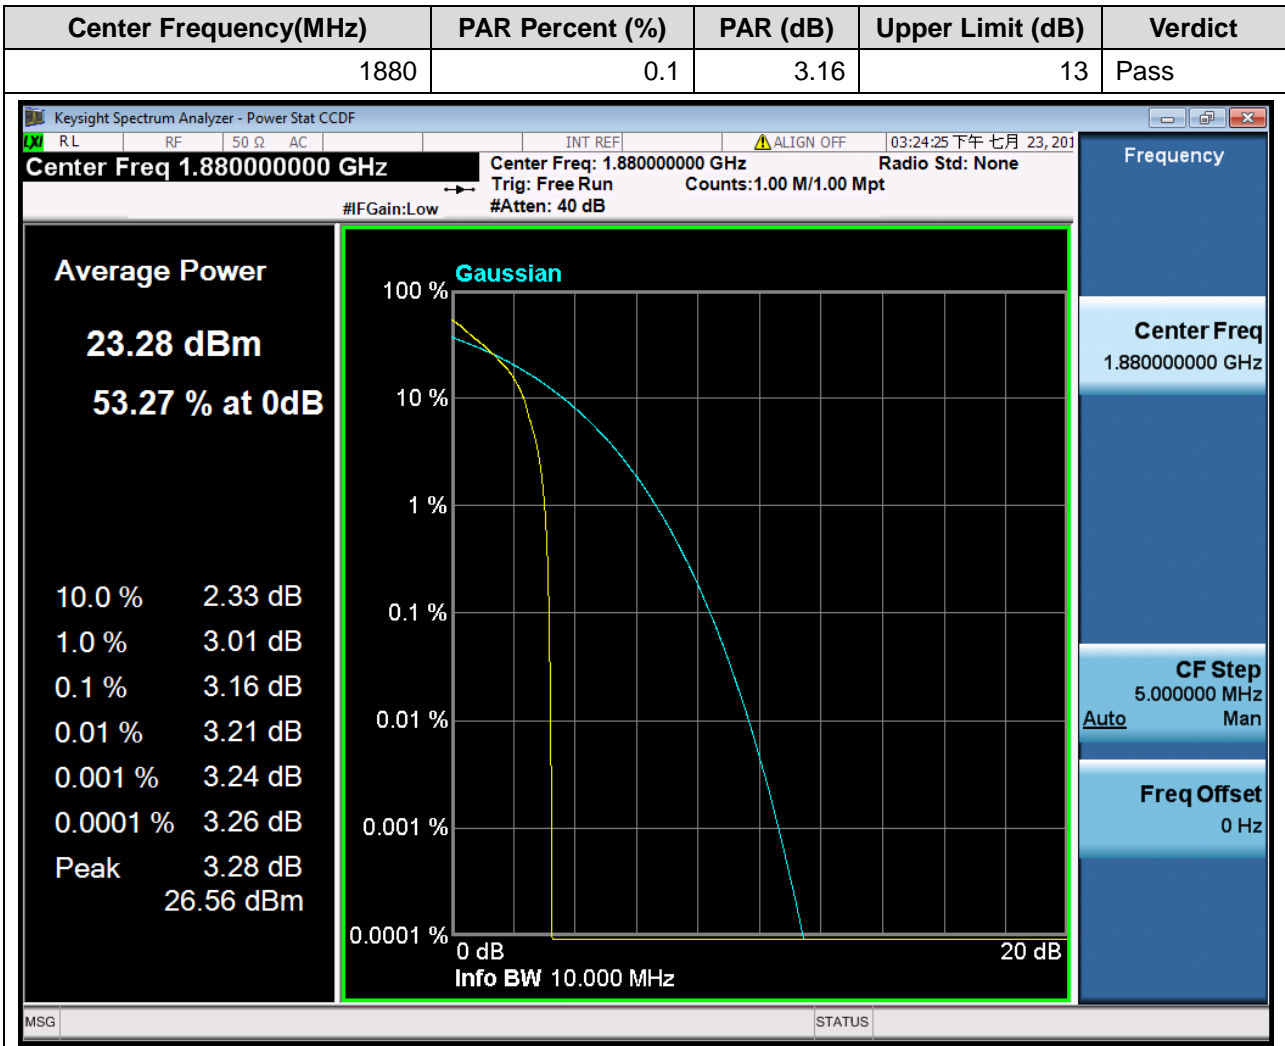 Center Frequency(MHz) PAR Percent (%) PAR (dB) Upper Limit (dB) Verdict
1880 0.1 3.16 13 Pass
Keysight Spectrum Analyzer - Power Stat CCDF
LXI RL RF 50 Ω AC INT REF ALIGN OFF 03:24:25 下午 七月 23, 201
Center Freq 1.880000000 GHz
Center Freq: 1.880000000 GHz Radio Std: None
Trig: Free Run Counts:1.00 M/1.00 Mpt
#IFGain:Low #Atten: 40 dB
Average Power
23.28 dBm
53.27 % at 0dB
10.0 % 2.33 dB
1.0 % 3.01 dB
0.1 % 3.16 dB
0.01 % 3.21 dB
0.001 % 3.24 dB
0.0001 % 3.26 dB
Peak 3.28 dB
26.56 dBm
Gaussian
100 %
10 %
1 %
0.1 %
0.01 %
0.001 %
0.0001 %
0 dB 20 dB
Info BW 10.000 MHz
Frequency
Center Freq
1.880000000 GHz
CF Step
5.000000 MHz
Auto Man
Freq Offset
0 Hz
MSG STATUS